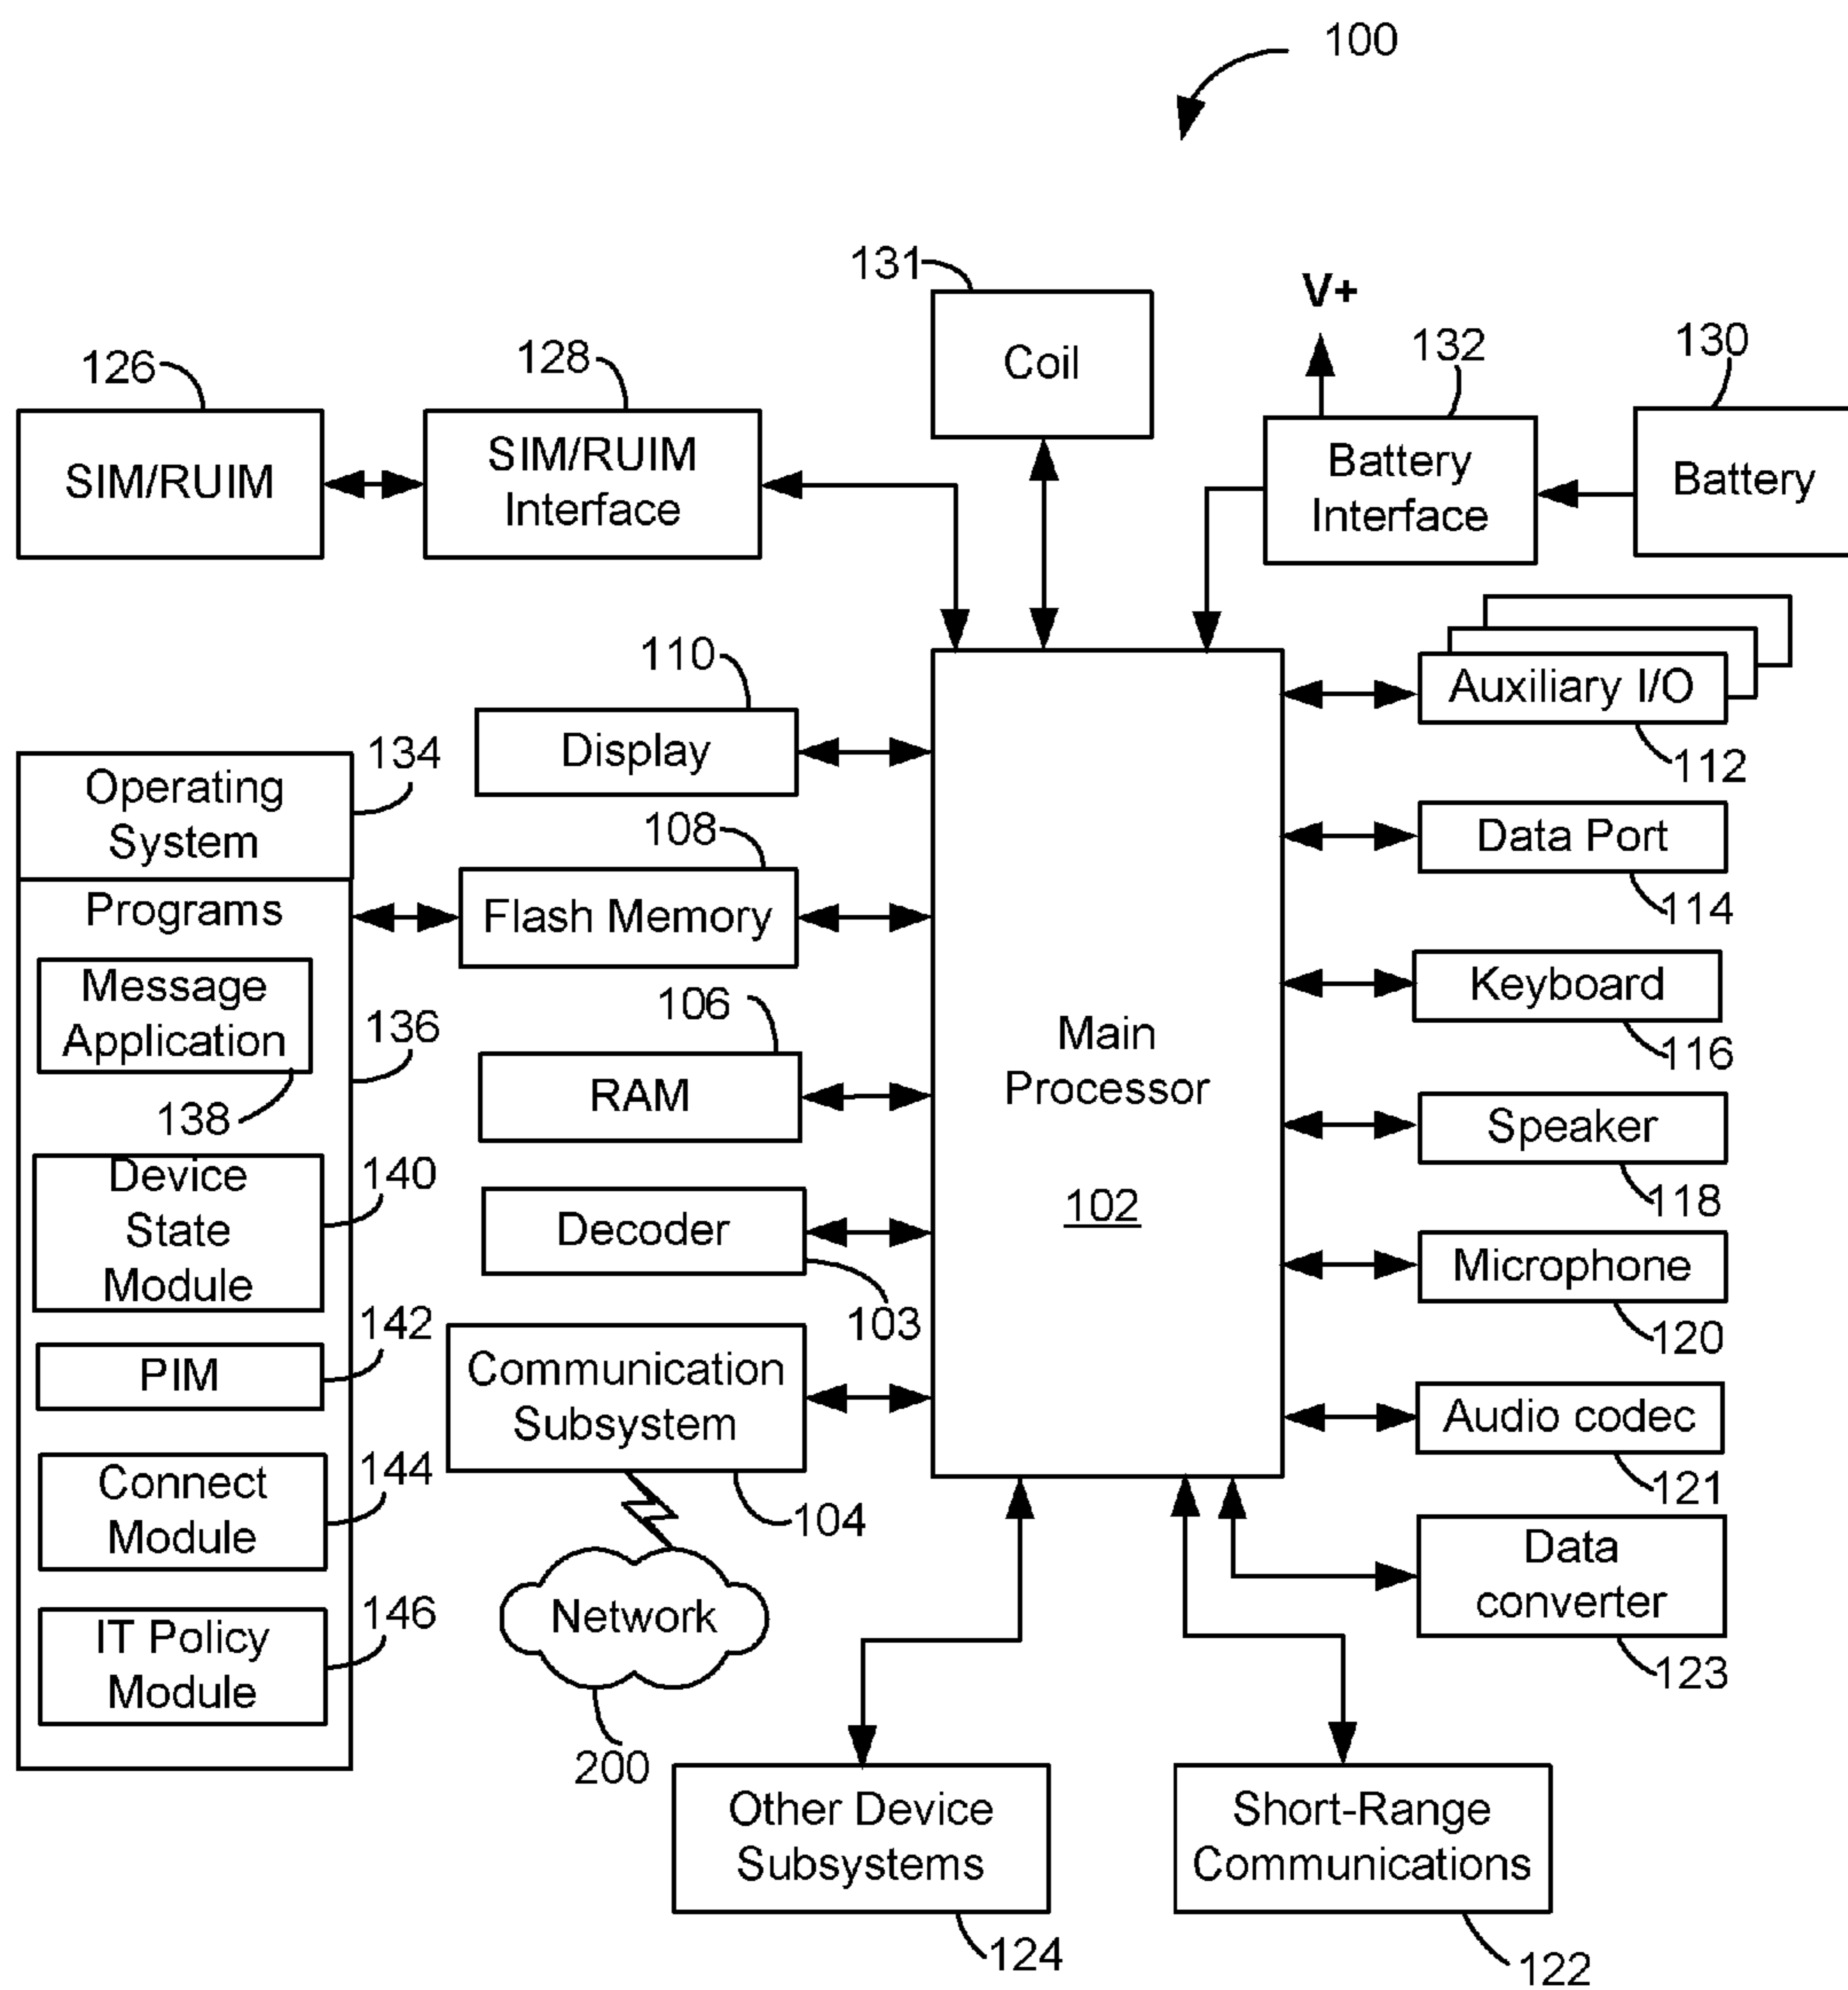 100
131
Coil
V+
132
130
126
128
SIM/RUIM
SIM/RUIM
Interface
Battery
Interface
Battery
110
Display
Auxiliary I/O
112
134
Operating
System
108
Data Port
114
Programs
Flash Memory
Message
Application
138
136
106
RAM
Main
Processor
102
Keyboard
116
Speaker
118
Device
State
Module
140
Decoder
103
Microphone
120
PIM
142
Communication
Subsystem
104
Audio codec
121
Connect
Module
144
Data
converter
123
IT Policy
Module
146
Network
200
Other Device
Subsystems
124
Short-Range
Communications
122